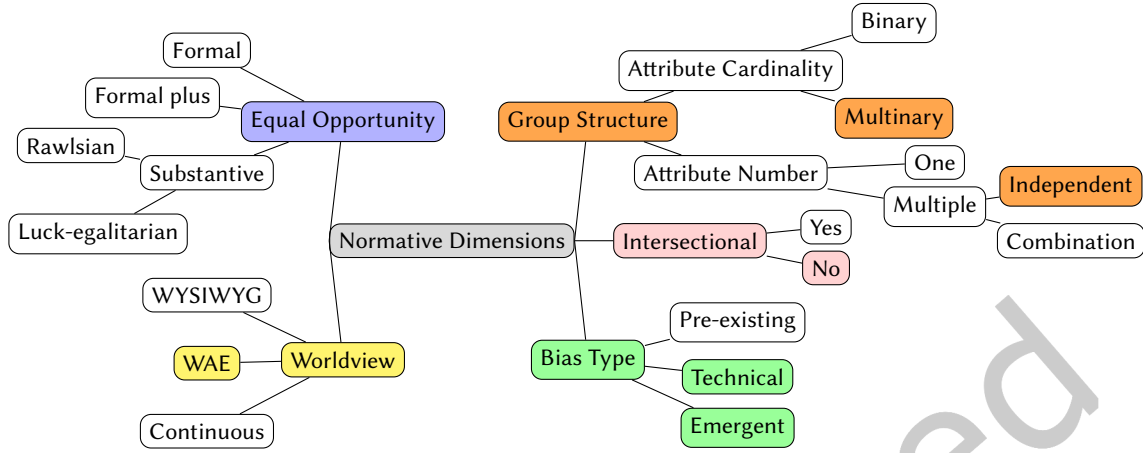 Binary
Formal
Attribute Cardinality
Formal plus
Equal Opportunity
Group Structure
Multinary
Rawlsian
Substantive
Attribute Number
One
Independent
Multiple
Luck-egalitarian
Normative Dimensions
Intersectional
Yes
Combination
No
WYSIWYG
Pre-existing
WAE
Worldview
Bias Type
Technical
Continuous
Emergent
ed